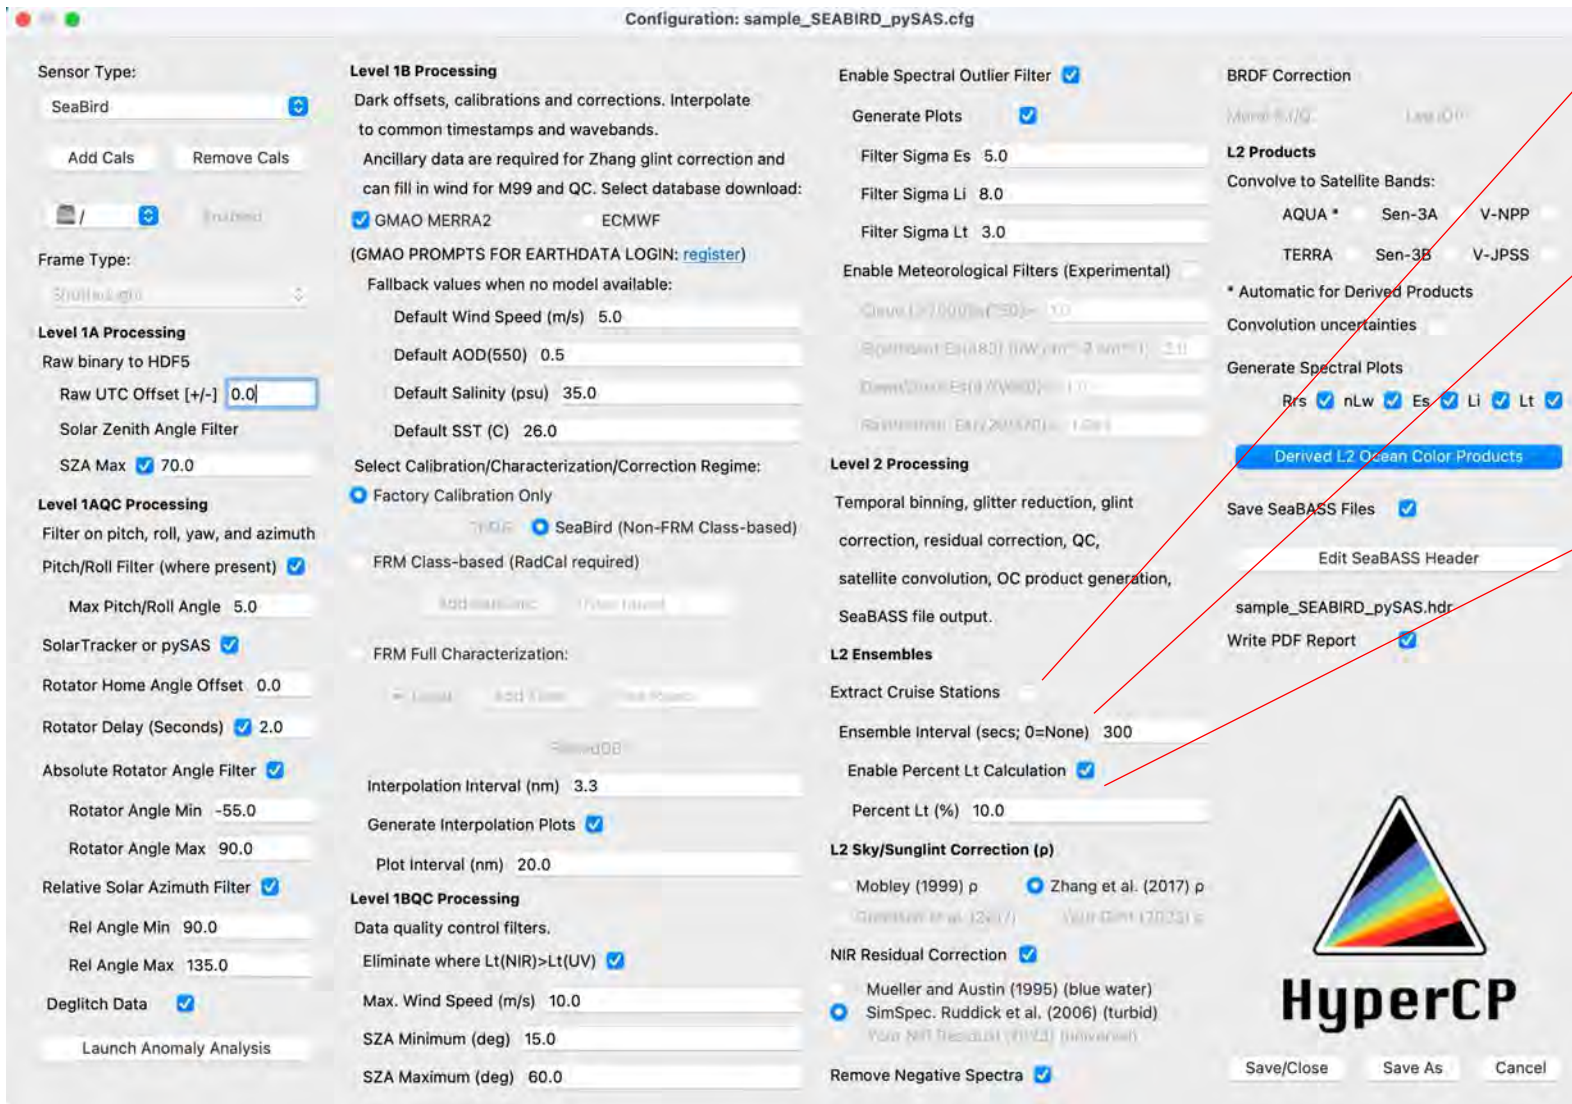 Configuration: sample_SEABIRD_pySAS.cfg
Sensor Type:
SeaBird
Add Cals Remove Cals
/ Enabled
Frame Type:
ShutterLight
Level 1A Processing
Raw binary to HDF5
Raw UTC Offset [+/-] 0.0
Solar Zenith Angle Filter
SZA Max 70.0
Level 1AQC Processing
Filter on pitch, roll, yaw, and azimuth
Pitch/Roll Filter (where present)
Max Pitch/Roll Angle 5.0
SolarTracker or pySAS
Rotator Home Angle Offset 0.0
Rotator Delay (Seconds) 2.0
Absolute Rotator Angle Filter
Rotator Angle Min -55.0
Rotator Angle Max 90.0
Relative Solar Azimuth Filter
Rel Angle Min 90.0
Rel Angle Max 135.0
Deglitch Data
Launch Anomaly Analysis
Level 1B Processing
Dark offsets, calibrations and corrections. Interpolate
to common timestamps and wavebands.
Ancillary data are required for Zhang glint correction and
can fill in wind for M99 and QC. Select database download:
GMAO MERRA2 ECMWF
(GMAO PROMPTS FOR EARTHDATA LOGIN: register)
Fallback values when no model available:
Default Wind Speed (m/s) 5.0
Default AOD(550) 0.5
Default Salinity (psu) 35.0
Default SST (C) 26.0
Select Calibration/Characterization/Correction Regime:
Factory Calibration Only
SeaBird (Non-FRM Class-based)
FRM Class-based (RadCal required)
FRM Full Characterization:
Interpolation Interval (nm) 3.3
Generate Interpolation Plots
Plot Interval (nm) 20.0
Level 1BQC Processing
Data quality control filters.
Eliminate where Lt(NIR)>Lt(UV)
Max. Wind Speed (m/s) 10.0
SZA Minimum (deg) 15.0
SZA Maximum (deg) 60.0
Enable Spectral Outlier Filter
Generate Plots
Filter Sigma Es 5.0
Filter Sigma Li 8.0
Filter Sigma Lt 3.0
Enable Meteorological Filters (Experimental)
Level 2 Processing
Temporal binning, glitter reduction, glint
correction, residual correction, QC,
satellite convolution, OC product generation,
SeaBASS file output.
L2 Ensembles
Extract Cruise Stations
Ensemble Interval (secs; 0=None) 300
Enable Percent Lt Calculation
Percent Lt (%) 10.0
L2 Sky/Sunglint Correction (ρ)
Mobley (1999) ρ Zhang et al. (2017) ρ
NIR Residual Correction
Mueller and Austin (1995) (blue water)
SimSpec. Ruddick et al. (2006) (turbid)
Remove Negative Spectra
BRDF Correction
L2 Products
Convolve to Satellite Bands:
AQUA * Sen-3A V-NPP
TERRA Sen-3B V-JPSS
* Automatic for Derived Products
Convolution uncertainties
Generate Spectral Plots
Rrs nLw Es Li Lt
Derived L2 Ocean Color Products
Save SeaBASS Files
Edit SeaBASS Header
sample_SEABIRD_pySAS.hdr
Write PDF Report
HyperCP
Save/Close Save As Cancel